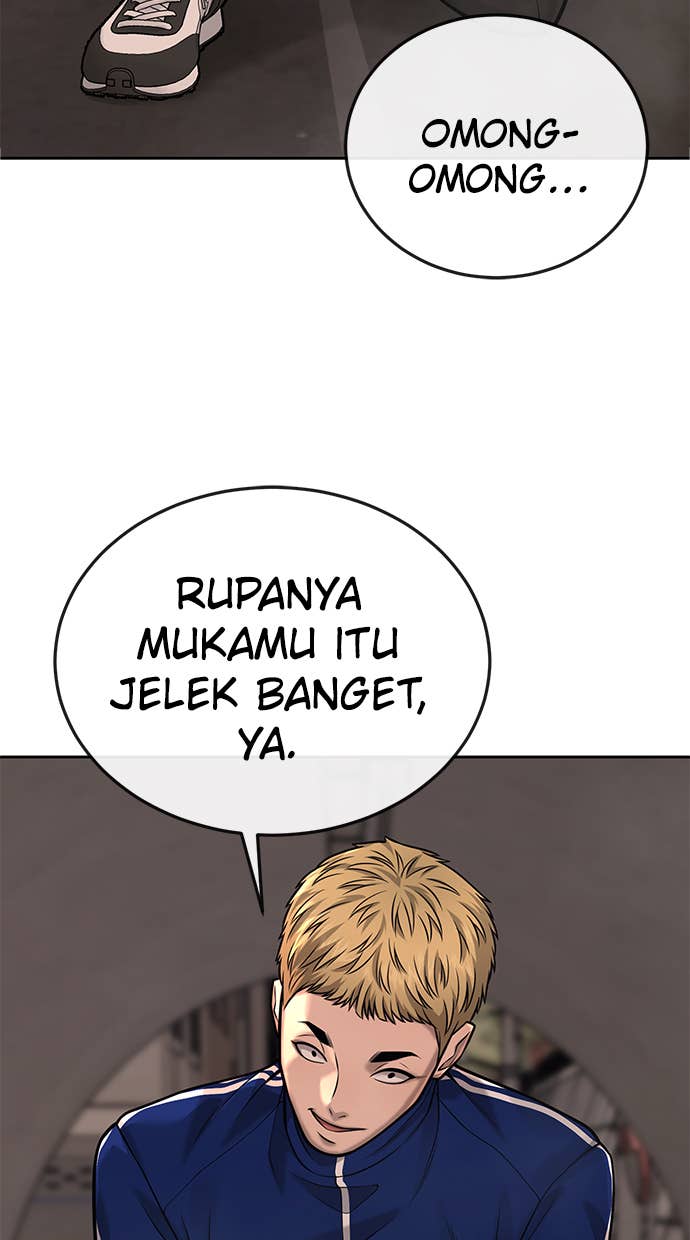 OMONG-
OMONG...
RUPANYA
MUKAMU ITU
JELEK BANGET,
YA.